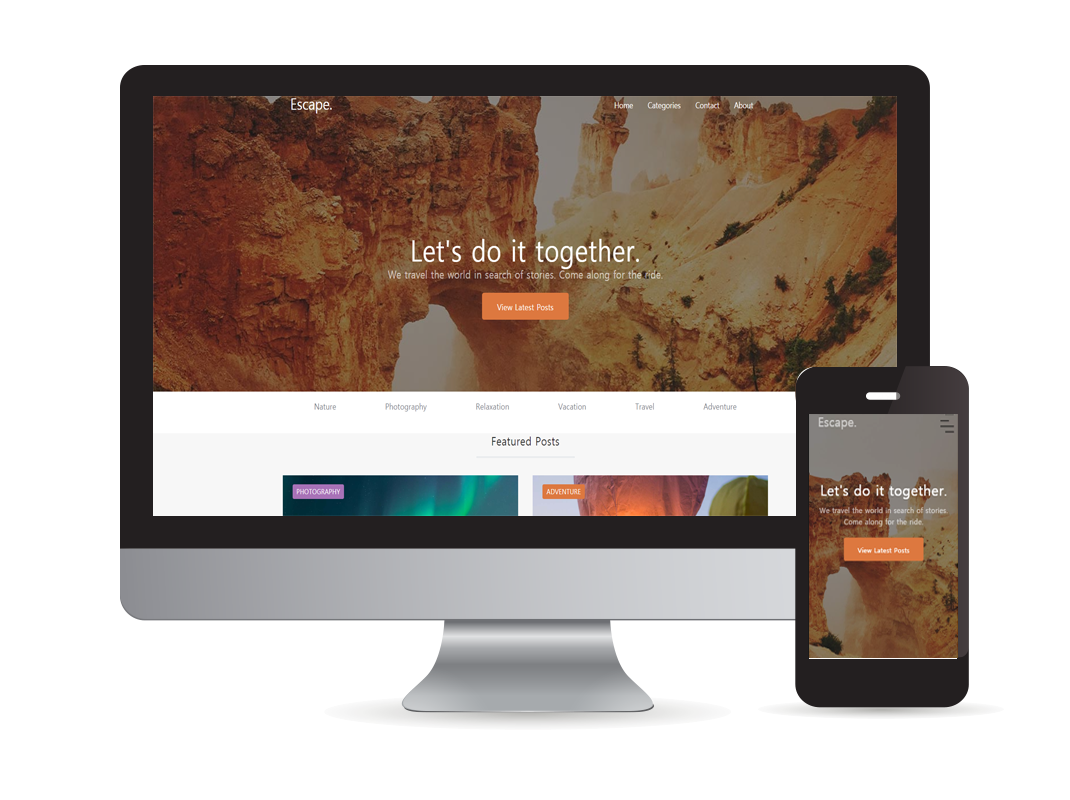 Escape.
Home Categories Contact About
Let's do it together.
We travel the world in search of stories. Come along for the ride.
View Latest Posts
Nature Photography Relaxation Vacation Travel Adventure
Featured Posts
PHOTOGRAPHY ADVENTURE
Escape.
Let's do it together.
We travel the world in search of stories.
Come along for the ride.
View Latest Posts